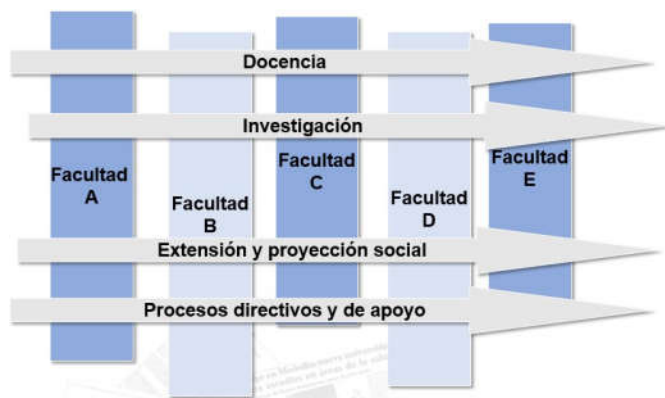 Docencia
Investigación
Facultad
A
Facultad
B
Facultad
C
Facultad
D
Facultad
E
Extensión y proyección social
Procesos directivos y de apoyo